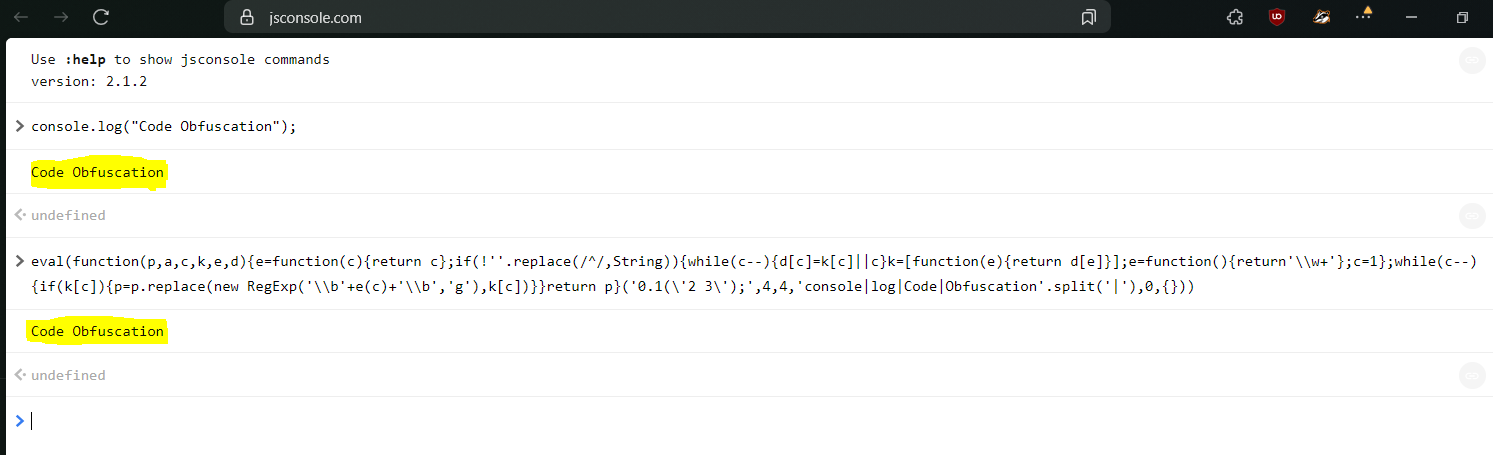 jsconsole.com
Use :help to show jsconsole commands
version: 2.1.2
console.log("Code Obfuscation");
Code Obfuscation
undefined
eval(function(p,a,c,k,e,d){e=function(c){return c};if(!''.replace(/^/,String)){while(c--){d[c]=k[c]||c}k=[function(e){return d[e]}];e=function(){return'\\w+'};c=1};while(c--)
{if(k[c]){p=p.replace(new RegExp('\\b'+e(c)+'\\b','g'),k[c])}}return p}('0.1(\'2 3\');',4,4,'console|log|Code|Obfuscation'.split('|'),0,{}))
Code Obfuscation
undefined